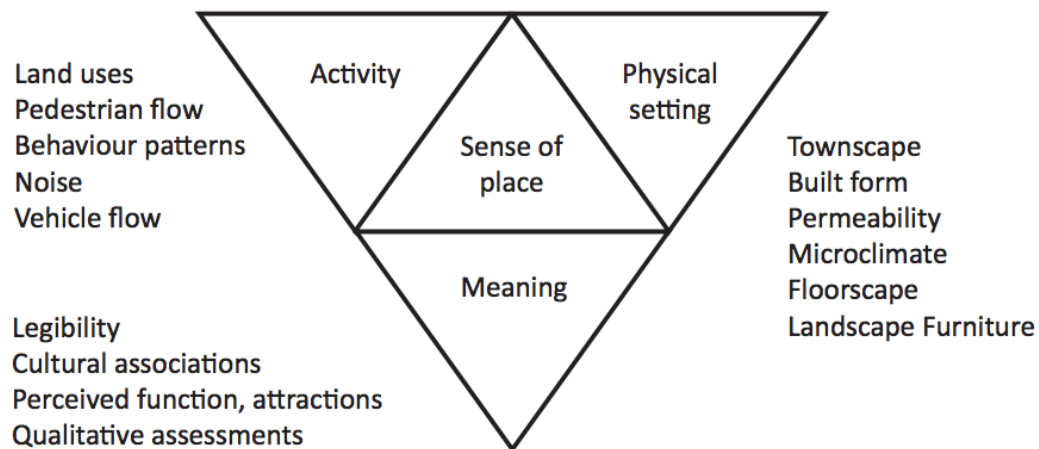 Activity
Physical
setting
Sense of
place
Meaning
Land uses
Pedestrian flow
Behaviour patterns
Noise
Vehicle flow
Townscape
Built form
Permeability
Microclimate
Floorscape
Landscape Furniture
Legibility
Cultural associations
Perceived function, attractions
Qualitative assessments